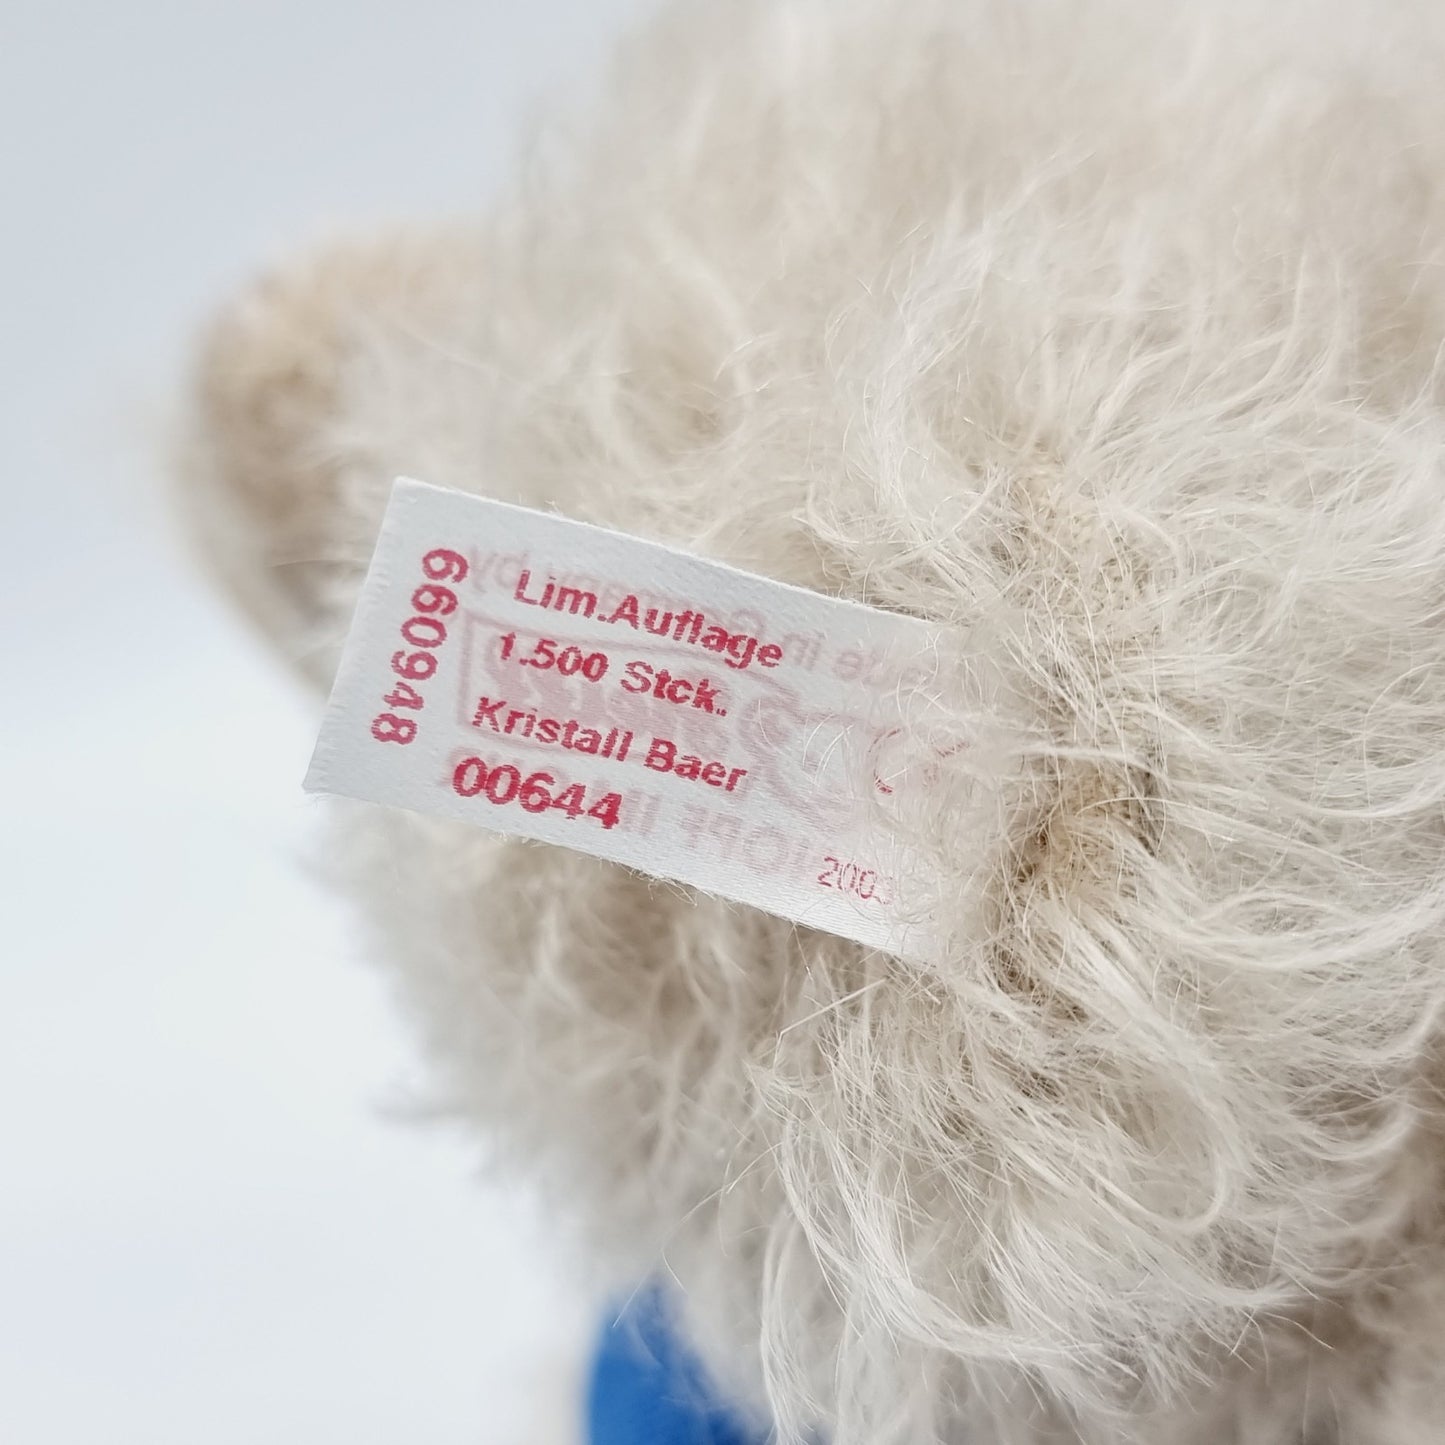 660948
Lim.Auflage
1.500 Stck.
Kristall Baer
00644